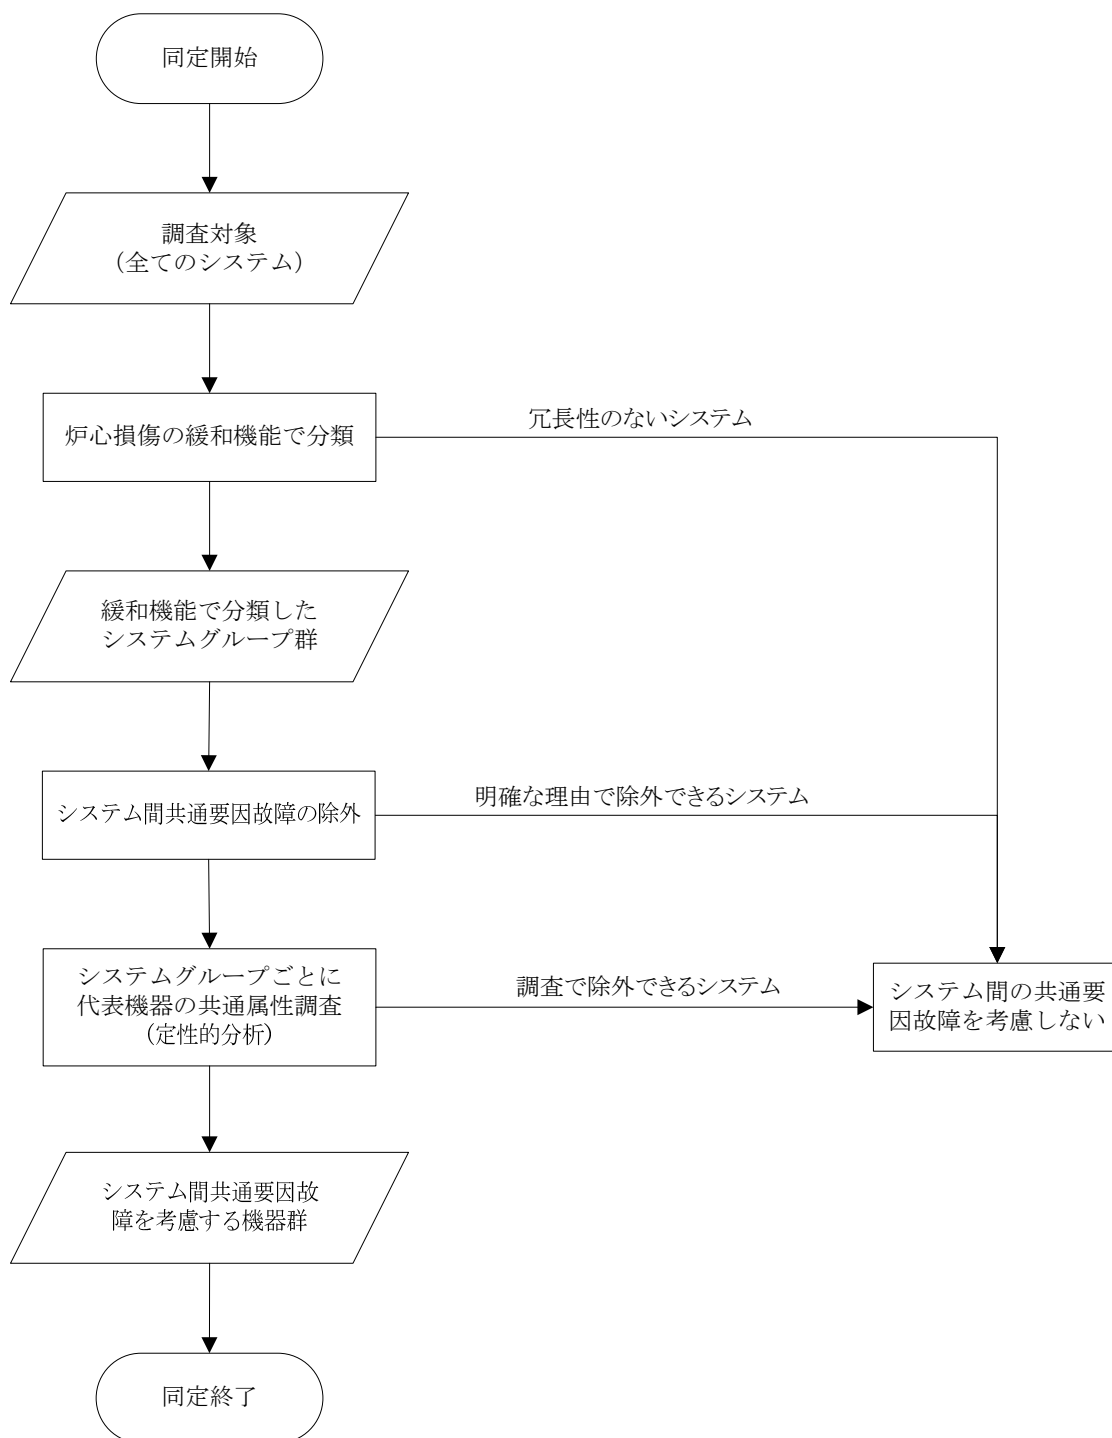 同定開始
調査対象
（全てのシステム）
炉心損傷の緩和機能で分類
冗長性のないシステム
緩和機能で分類した
システムグループ群
システム間共通要因故障の除外
明確な理由で除外できるシステム
システムグループごとに
代表機器の共通属性調査
（定性的分析）
調査で除外できるシステム
システム間の共通要
因故障を考慮しない
システム間共通要因故
障を考慮する機器群
同定終了